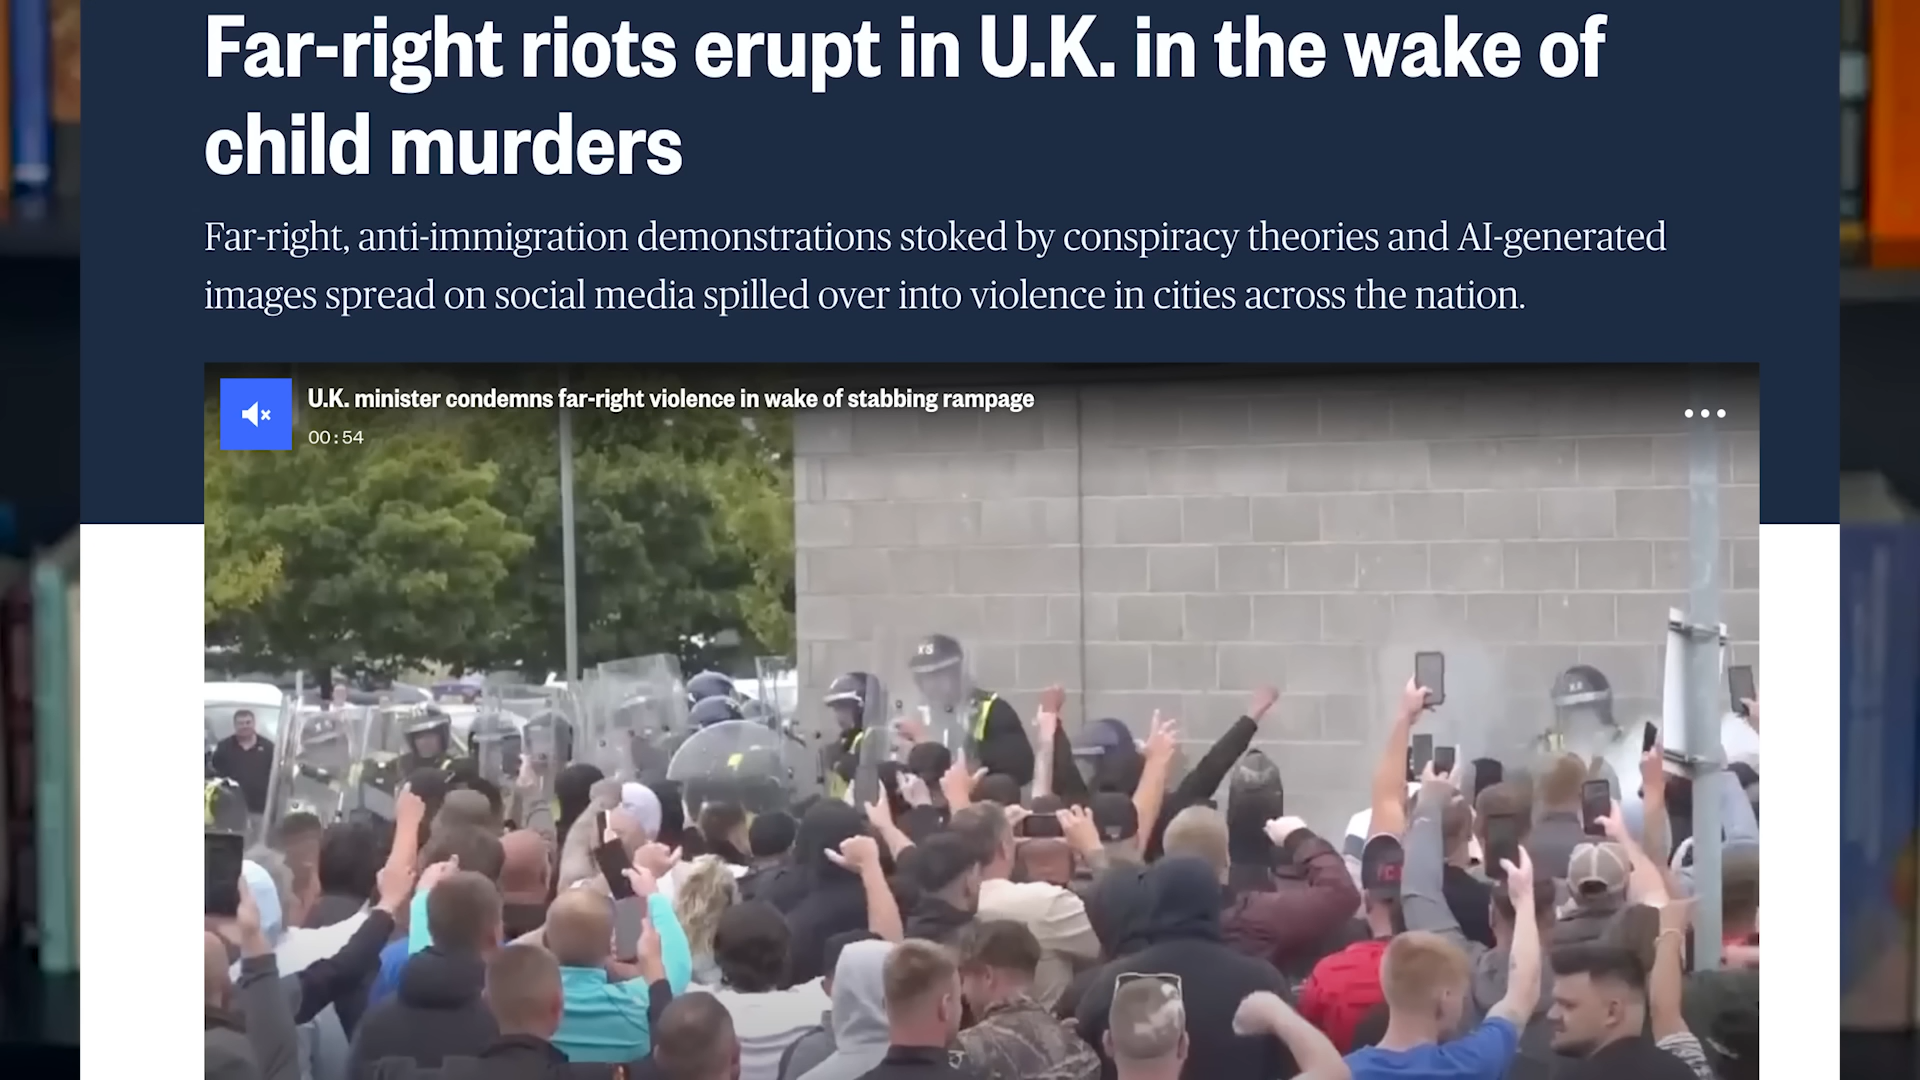 Far-right riots erupt in U.K. in the wake of
child murders
Far-right, anti-immigration demonstrations stoked by conspiracy theories and AI-generated
images spread on social media spilled over into violence in cities across the nation.
U.K. minister condemns far-right violence in wake of stabbing rampage
00:54